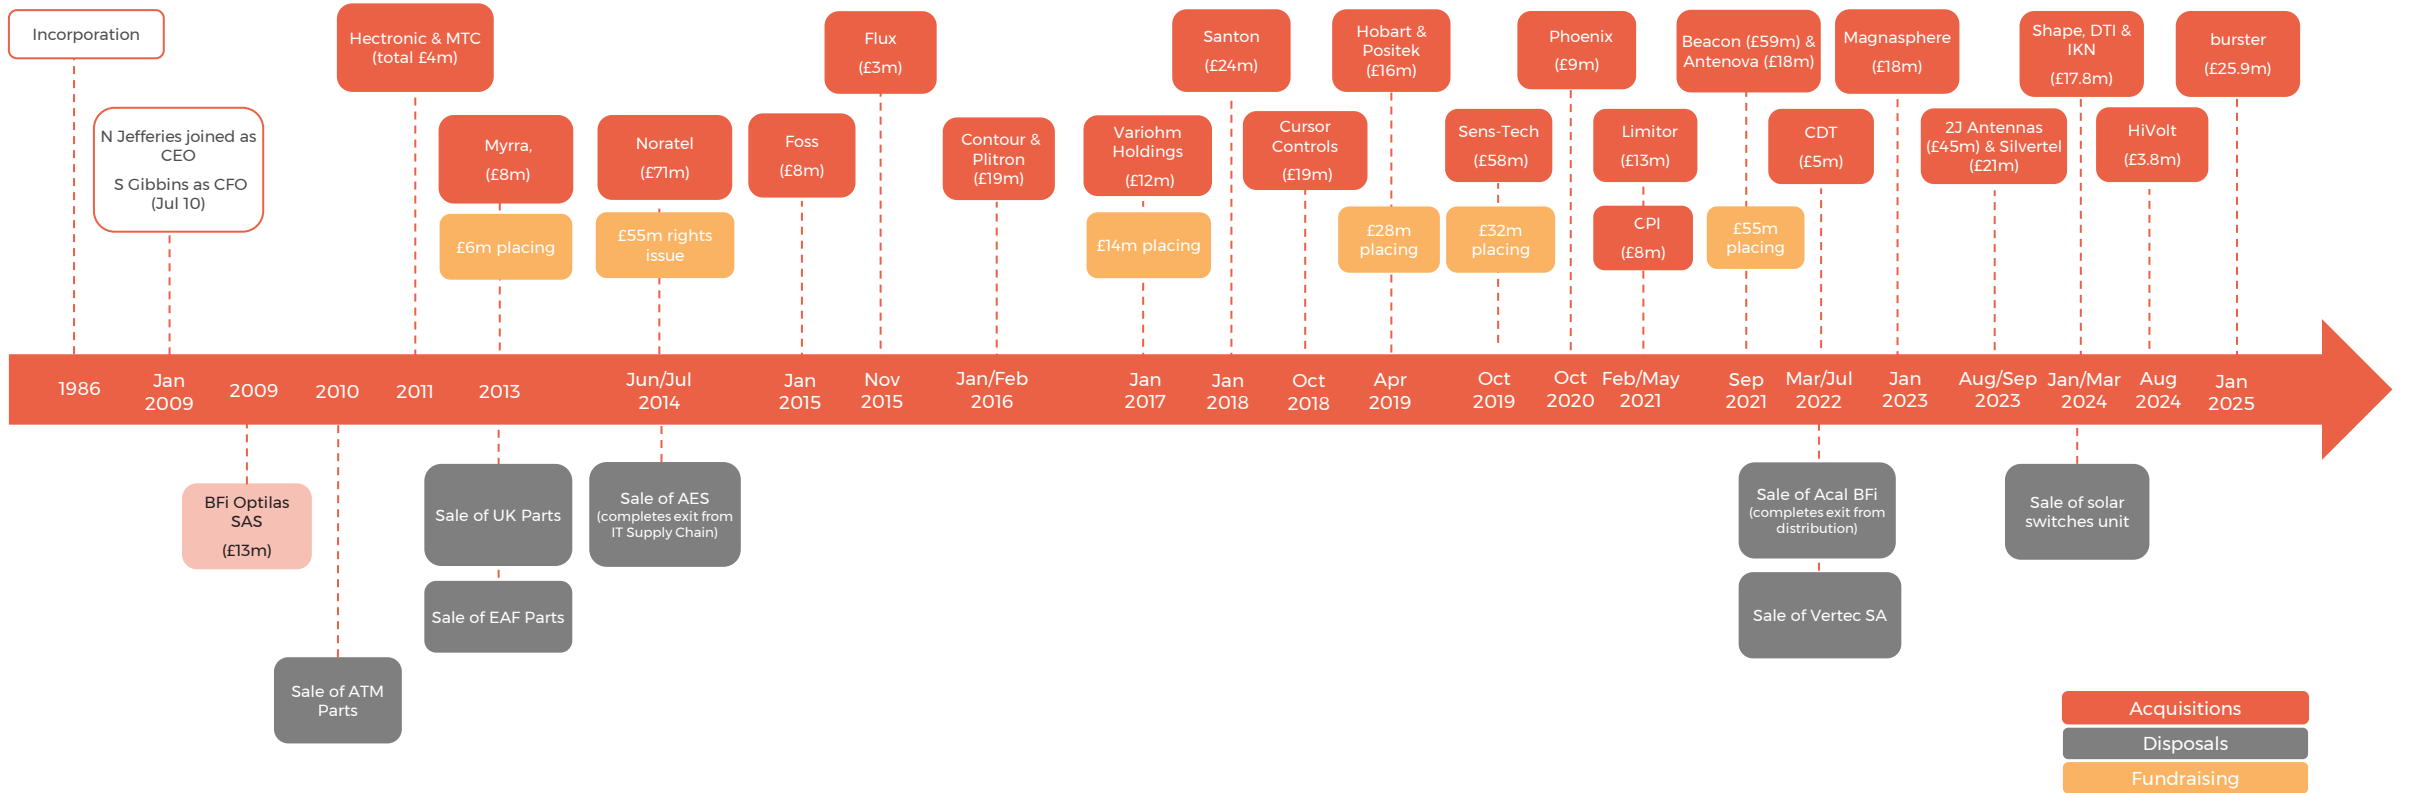 Incorporation
N Jefferies joined as
CEO
S Gibbins as CFO
(Jul 10)
Hectronic & MTC
(total £4m)
Myrra,
(£8m)
£6m placing
Noratel
(£71m)
£55m rights
issue
Foss
(£8m)
Flux
(£3m)
Contour &
Plitron
(£19m)
Variohm
Holdings
(£12m)
£14m placing
Santon
(£24m)
Cursor
Controls
(£19m)
Hobart &
Positek
(£16m)
£28m
placing
Sens-Tech
(£58m)
£32m
placing
Phoenix
(£9m)
Limitor
(£13m)
CPI
(£8m)
Beacon (£59m) &
Antenova (£18m)
£55m
placing
CDT
(£5m)
Magnasphere
(£18m)
2J Antennas
(£45m) & Silvertel
(£21m)
Shape, DTI &
IKN
(£17.8m)
HiVolt
(£3.8m)
burster
(£25.9m)
1986
Jan
2009
2009
2010
2011
2013
Jun/Jul
2014
Jan
2015
Nov
2015
Jan/Feb
2016
Jan
2017
Jan
2018
Oct
2018
Apr
2019
Oct
2019
Oct
2020
Feb/May
2021
Sep
2021
Mar/Jul
2022
Jan
2023
Aug/Sep
2023
Jan/Mar
2024
Aug
2024
Jan
2025
BFi Optilas
SAS
(£13m)
Sale of ATM
Parts
Sale of UK Parts
Sale of EAF Parts
Sale of AES
(completes exit from
IT Supply Chain)
Sale of Acal BFi
(completes exit from
distribution)
Sale of Vertec SA
Sale of solar
switches unit
Acquisitions
Disposals
Fundraising